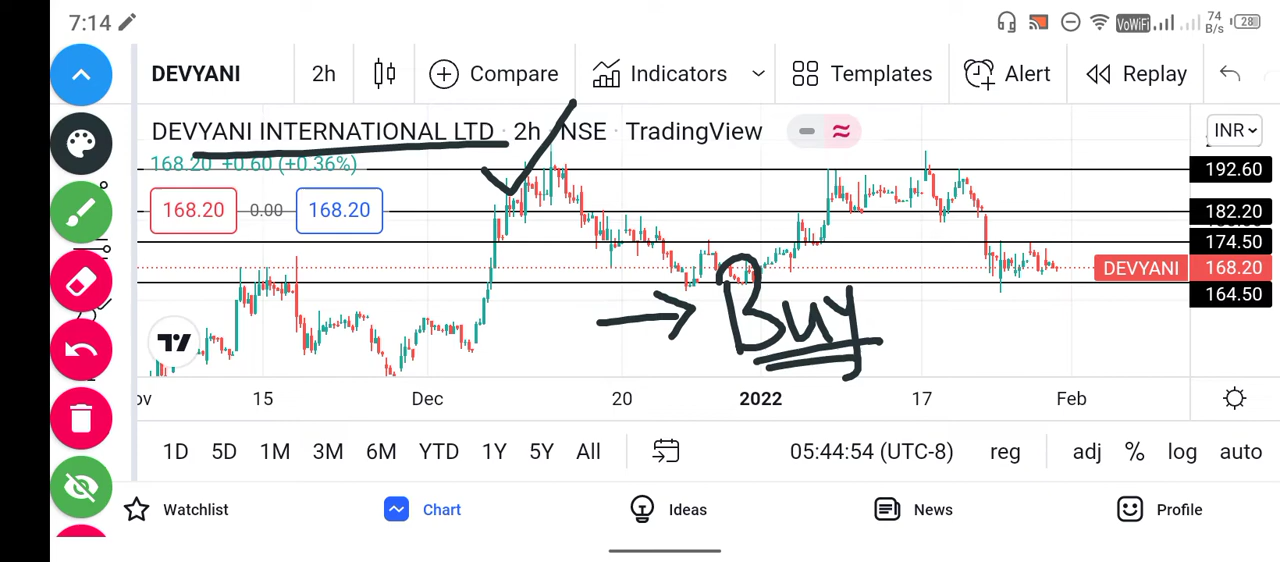 7:14 VoWiFi 74 B/s 28
DEVYANI 2h Compare Indicators Templates Alert Replay
DEVYANI INTERNATIONAL LTD · 2h · NSE · TradingView INR
168.20 +0.60 (+0.36%)
192.60
168.20 0.00 168.20
182.20
174.50
DEVYANI 168.20
164.50
Buy
15 Dec 20 2022 17 Feb
1D 5D 1M 3M 6M YTD 1Y 5Y All 05:44:54 (UTC-8) reg adj % log auto
Watchlist Chart Ideas News Profile